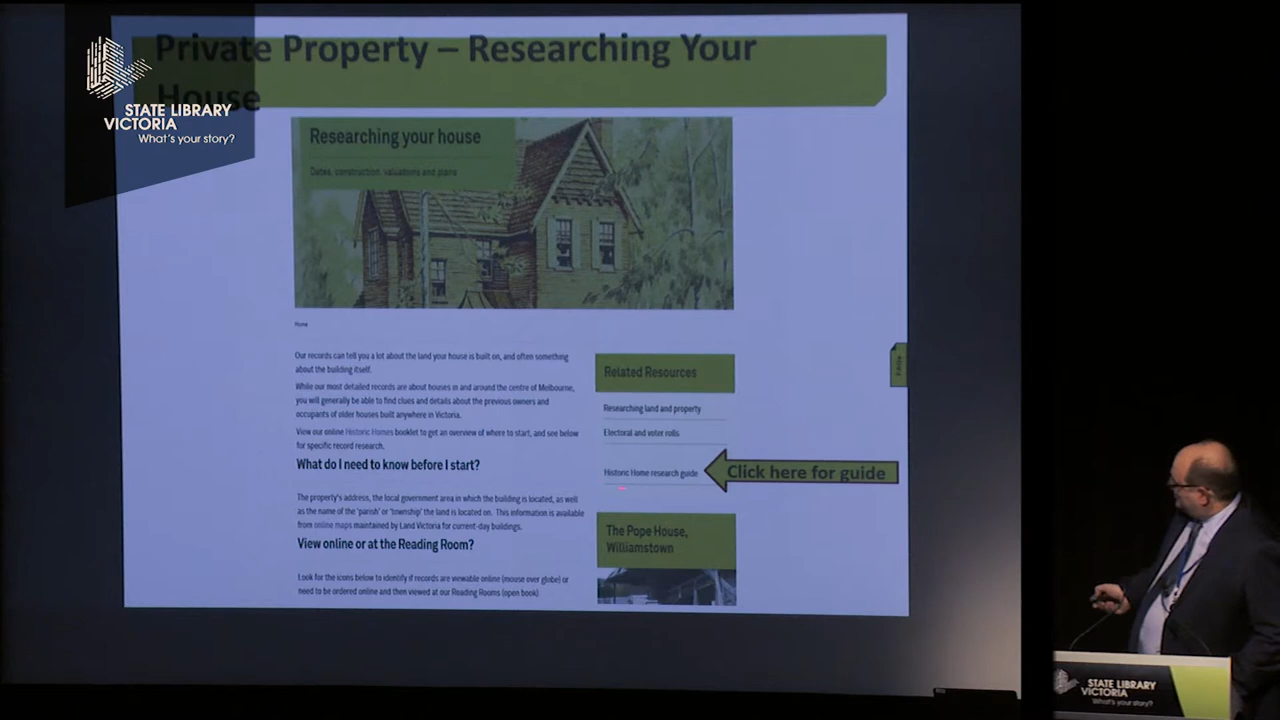 Private Property – Researching Your
House
STATE LIBRARY
VICTORIA
What's your story?
Researching your house
Dates, construction, valuations and plans
Home
Our records can tell you a lot about the land your house is built on, and often something
about the building itself.
While our most detailed records are about houses in and around the centre of Melbourne,
you will generally be able to find clues and details about the previous owners and
occupants of older houses built anywhere in Victoria.
View our online Historic Homes booklet to get an overview of where to start, and see below
for specific record research.
What do I need to know before I start?
The property's address, the local government area in which the building is located, as well
as the name of the 'parish' or 'township' the land is located on. This information is available
from online maps maintained by Land Victoria for current-day buildings.
View online or at the Reading Room?
Look for the icons below to identify if records are viewable online (mouse over globe) or
need to be ordered online and then viewed at our Reading Rooms (open book)
Related Resources
Researching land and property
Electoral and voter rolls
Historic Home research guide
Click here for guide
The Pope House,
Williamstown
STATE LIBRARY
VICTORIA
What's your story?